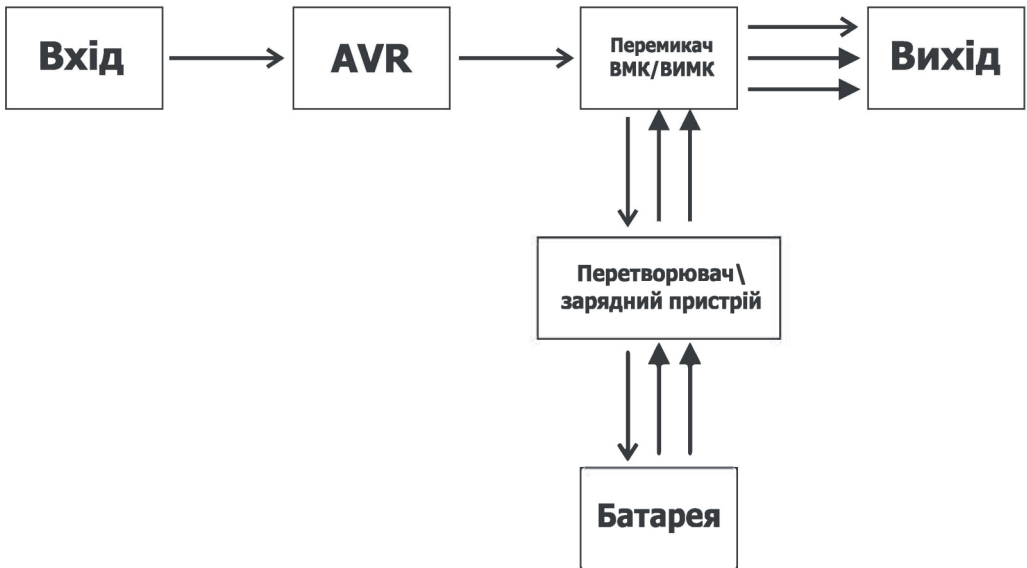 Вхід
AVR
Перемикач
ВМК/ВИМК
Вихід
Перетворювач\
зарядний пристрій
Батарея